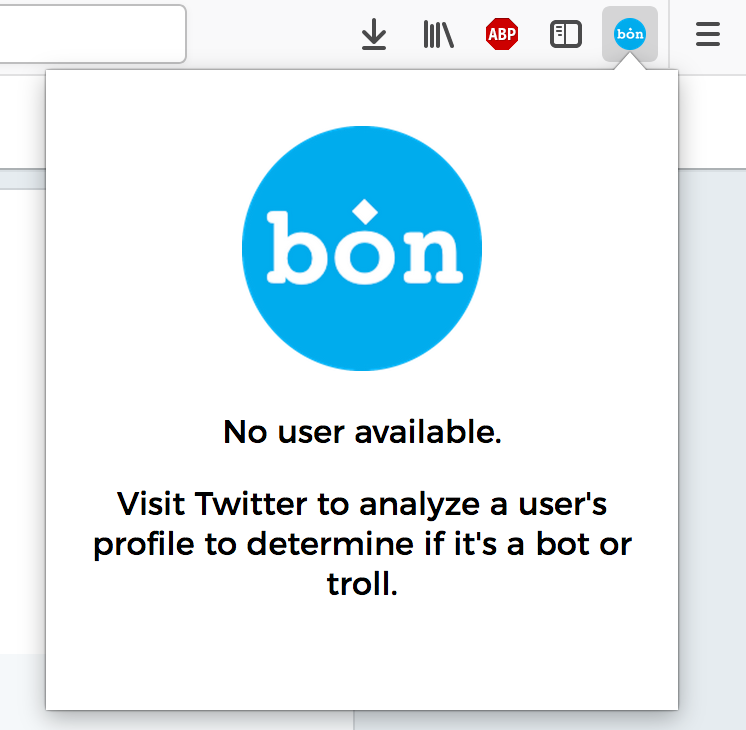 ABP
bȯn
bȯn
No user available.
Visit Twitter to analyze a user's
profile to determine if it's a bot or
troll.